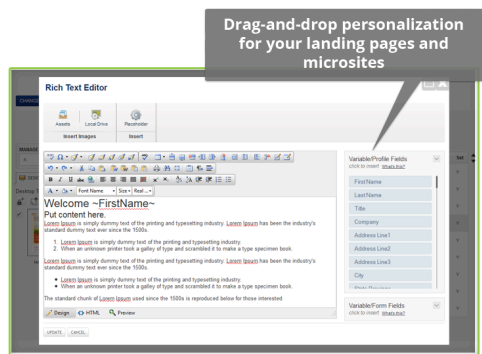 Drag-and-drop personalization
for your landing pages and
microsites
Rich Text Editor
Assets
Local Drive
Placeholder
Insert Images
Insert
MANAGE
Set
Font Name
Size
Real...
Variable/Profile Fields
click to insert What's this?
First Name
Last Name
Title
Company
Address Line1
Address Line2
Address Line3
City
Variable/Form Fields
click to insert What's this?
Welcome ~FirstName~
Put content here.
Lorem Ipsum is simply dummy text of the printing and typesetting industry. Lorem Ipsum has been the industry's
standard dummy text ever since the 1500s.
1. Lorem Ipsum is simply dummy text of the printing and typesetting industry.
2. When an unknown printer took a galley of type and scrambled it to make a type specimen book.
Lorem Ipsum is simply dummy text of the printing and typesetting industry. Lorem Ipsum has been the industry's
standard dummy text ever since the 1500s.
• Lorem Ipsum is simply dummy text of the printing and typesetting industry.
• When an unknown printer took a galley of type and scrambled it to make a type specimen book.
The standard chunk of Lorem Ipsum used since the 1500s is reproduced below for those interested.
Design
HTML
Preview
UPDATE
CANCEL